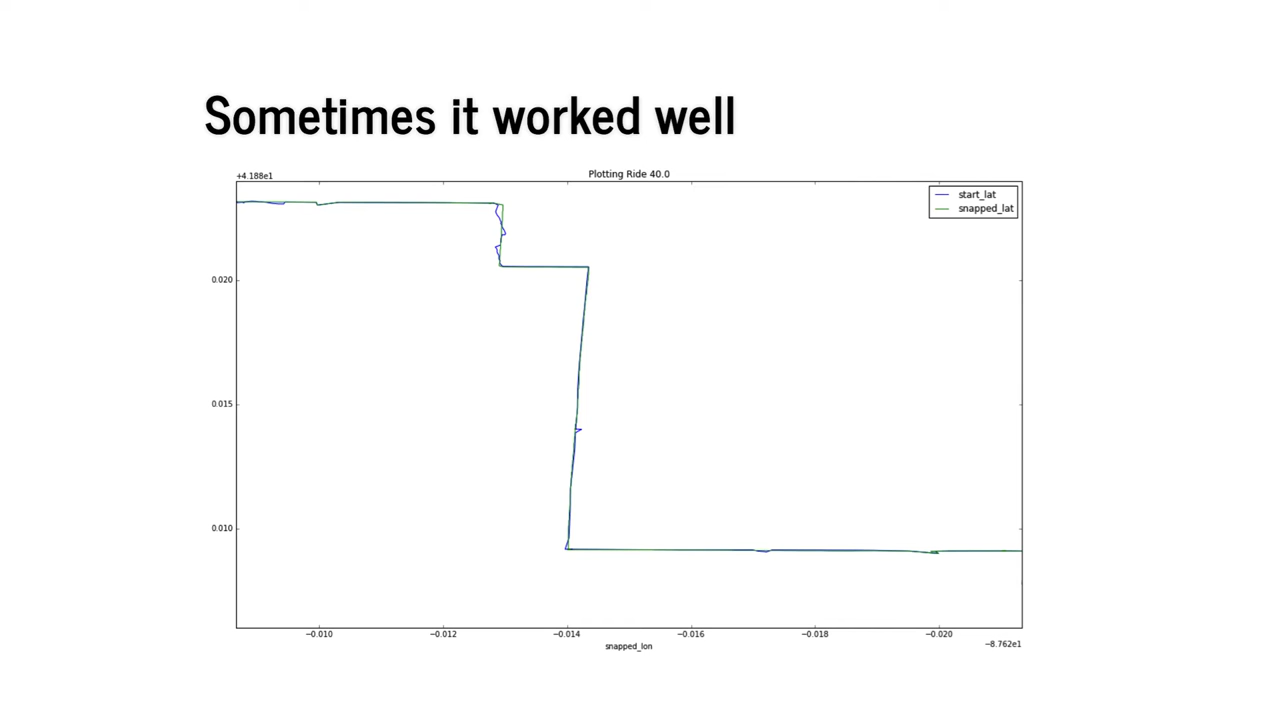 Sometimes it worked well
Plotting Ride 40.0
+4.188e1
start_lat
snapped_lat
0.020
0.015
0.010
−0.010 −0.012 −0.014 −0.016 −0.018 −0.020
−8.762e1
snapped_lon